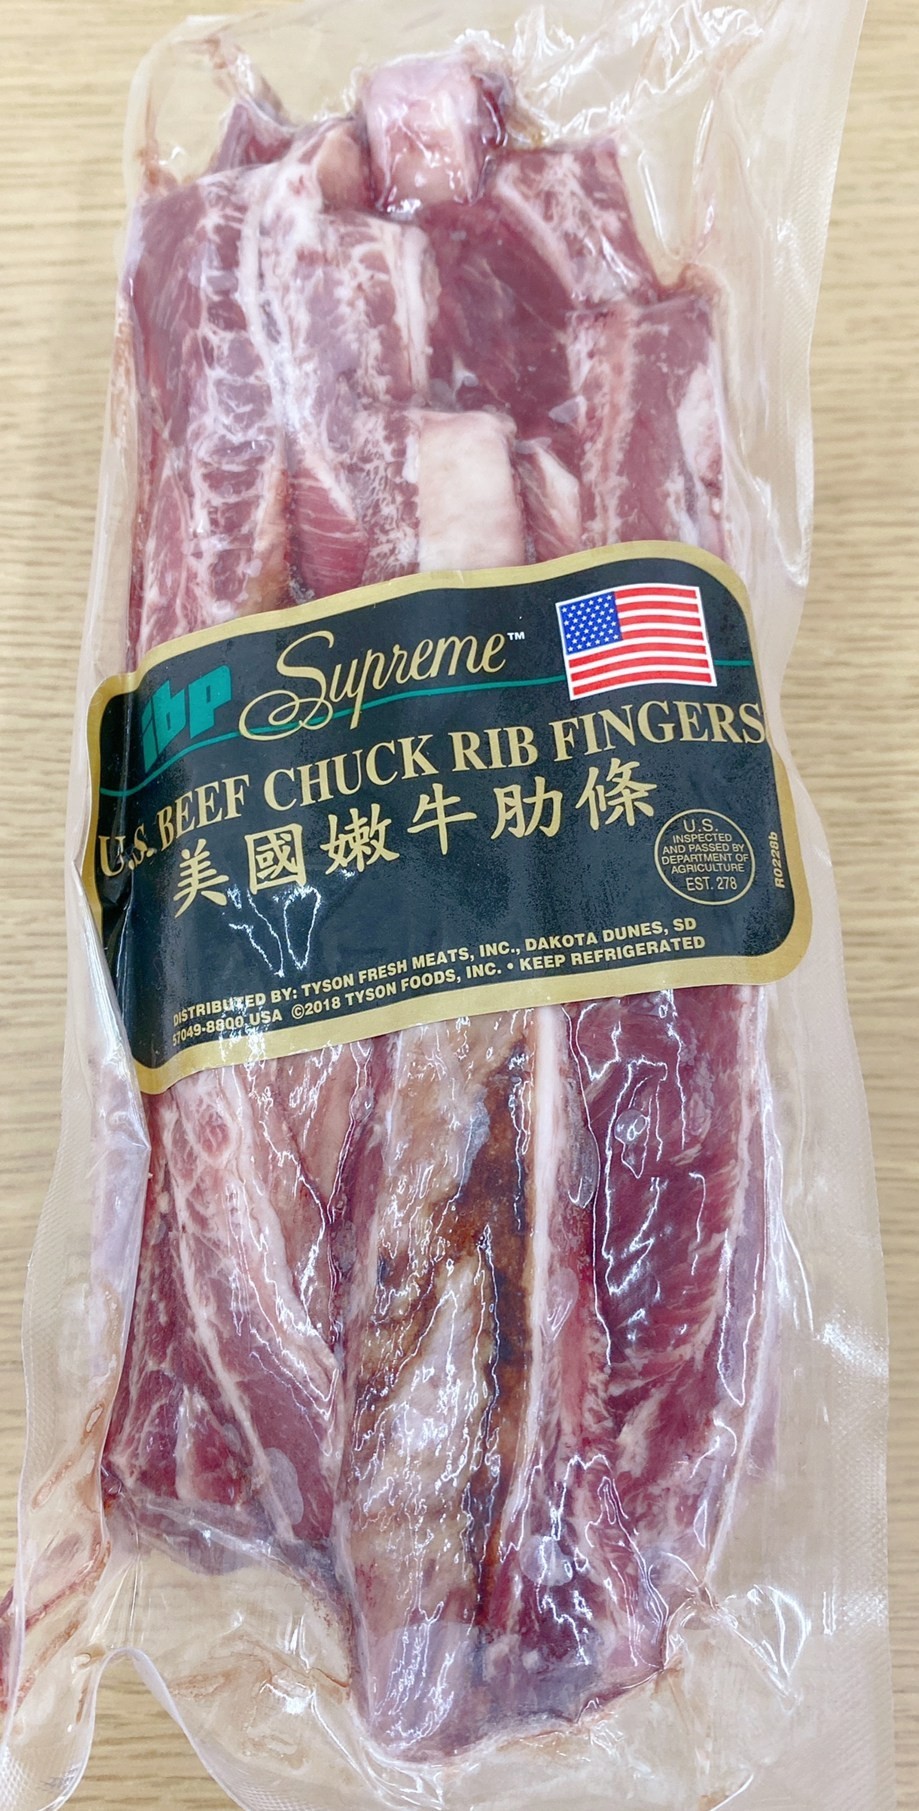 ibp Supreme™
U.S. BEEF CHUCK RIB FINGERS
美國嫩牛肋條
U.S.
INSPECTED
AND PASSED BY
DEPARTMENT OF
AGRICULTURE
EST. 278
R0228b
DISTRIBUTED BY: TYSON FRESH MEATS, INC., DAKOTA DUNES, SD
57049-8800 USA ©2018 TYSON FOODS, INC. • KEEP REFRIGERATED